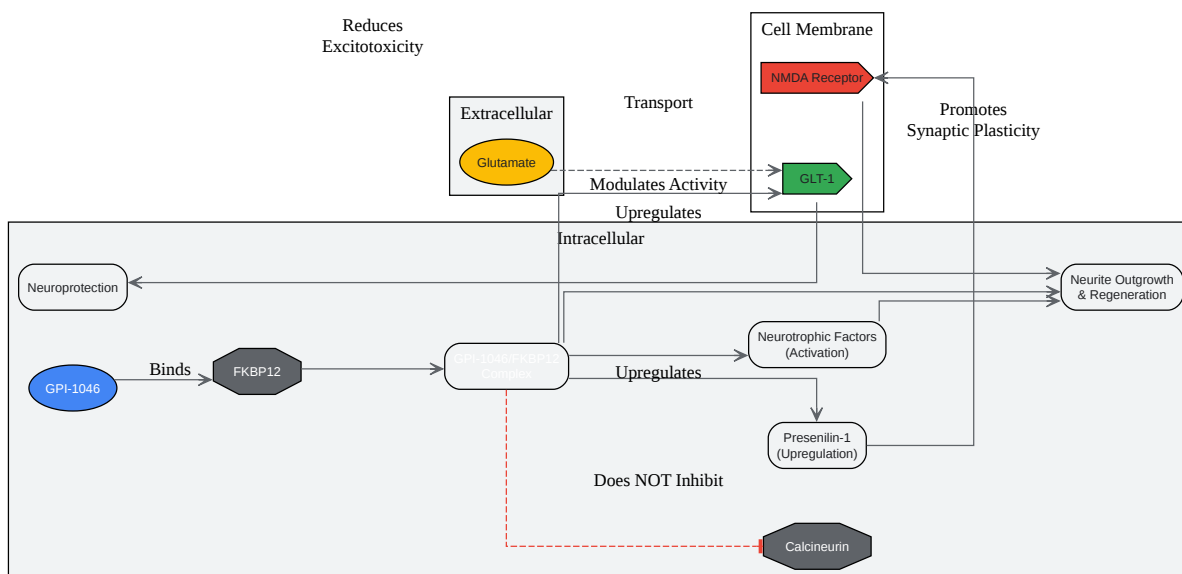 Reduces
Excitotoxicity
Cell Membrane
NMDA Receptor
Transport
Promotes
Synaptic Plasticity
Extracellular
Glutamate
GLT-1
Modulates Activity
Upregulates
Intracellular
Neuroprotection
Neurite Outgrowth
& Regeneration
Neurotrophic Factors
(Activation)
GPI-1046/FKBP12
Complex
Binds
FKBP12
GPI-1046
Upregulates
Presenilin-1
(Upregulation)
Does NOT Inhibit
Calcineurin